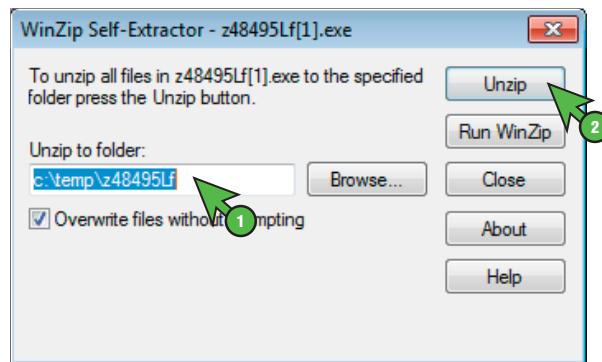 WinZip Self-Extractor - z48495Lf[1].exe
To unzip all files in z48495Lf[1].exe to the specified
folder press the Unzip button.
Unzip to folder:
c:\temp\z48495Lf
Browse...
Overwrite files without mpting
1
Unzip
2
Run WinZip
Close
About
Help